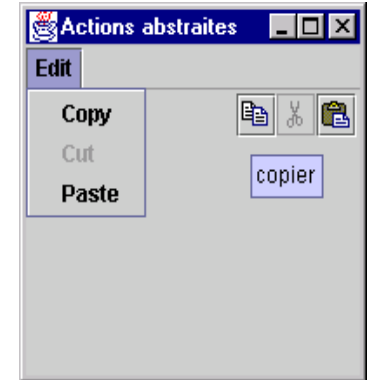 Actions abstraites
Edit
Copy
Cut
copier
Paste